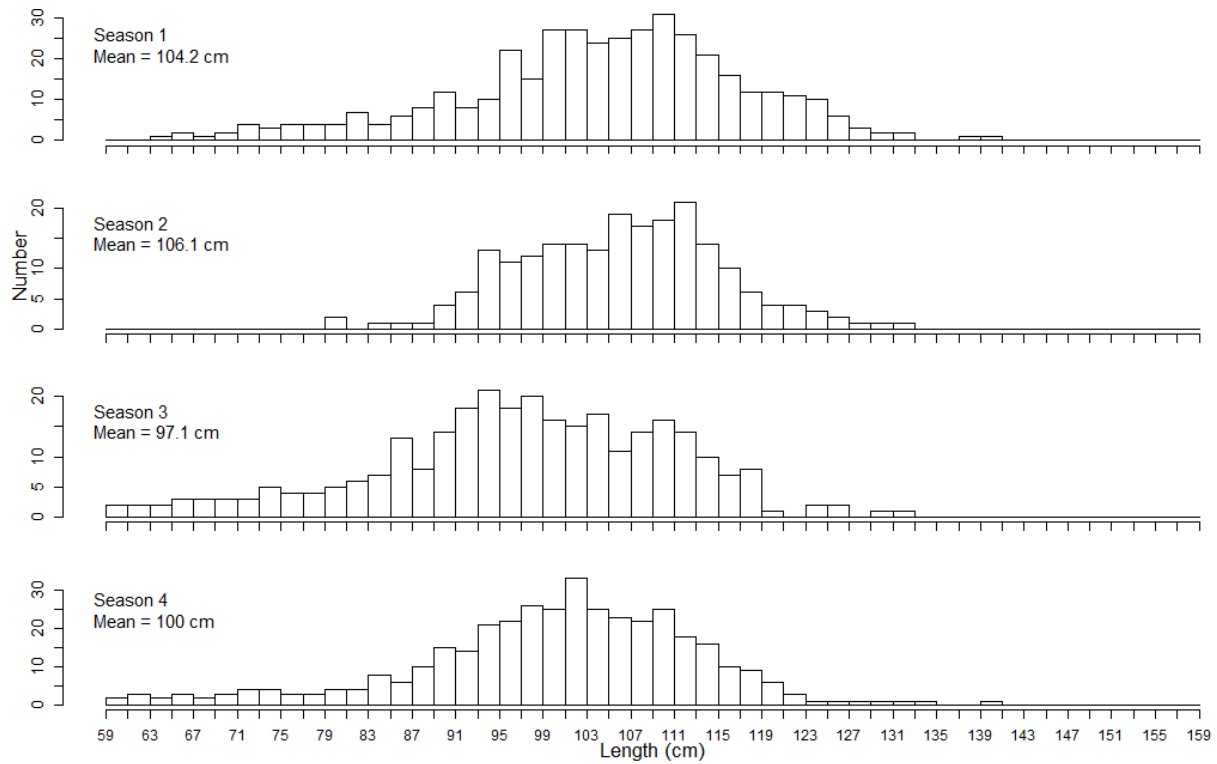 Season 1
Mean = 104.2 cm
30
20
10
0
Season 2
Mean = 106.1 cm
20
10
5
0
Number
Season 3
Mean = 97.1 cm
20
10
5
0
Season 4
Mean = 100 cm
30
20
10
0
59 63 67 71 75 79 83 87 91 95 99 103 107 111 115 119 123 127 131 135 139 143 147 151 155 159
Length (cm)